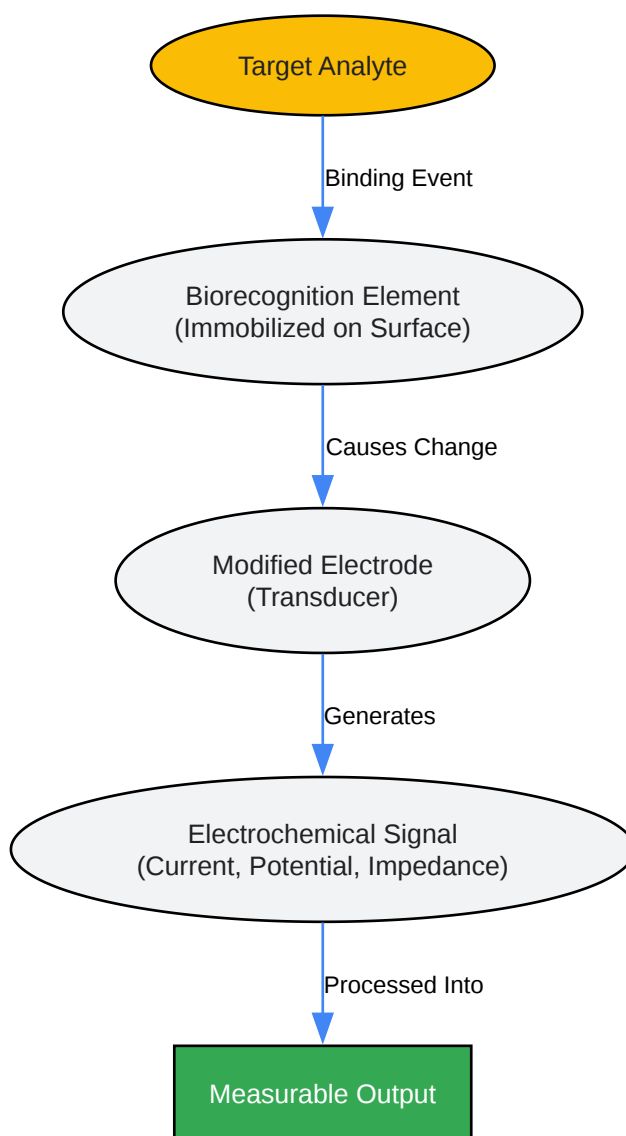 Target Analyte
Binding Event
Biorecognition Element
(Immobilized on Surface)
Causes Change
Modified Electrode
(Transducer)
Generates
Electrochemical Signal
(Current, Potential, Impedance)
Processed Into
Measurable Output